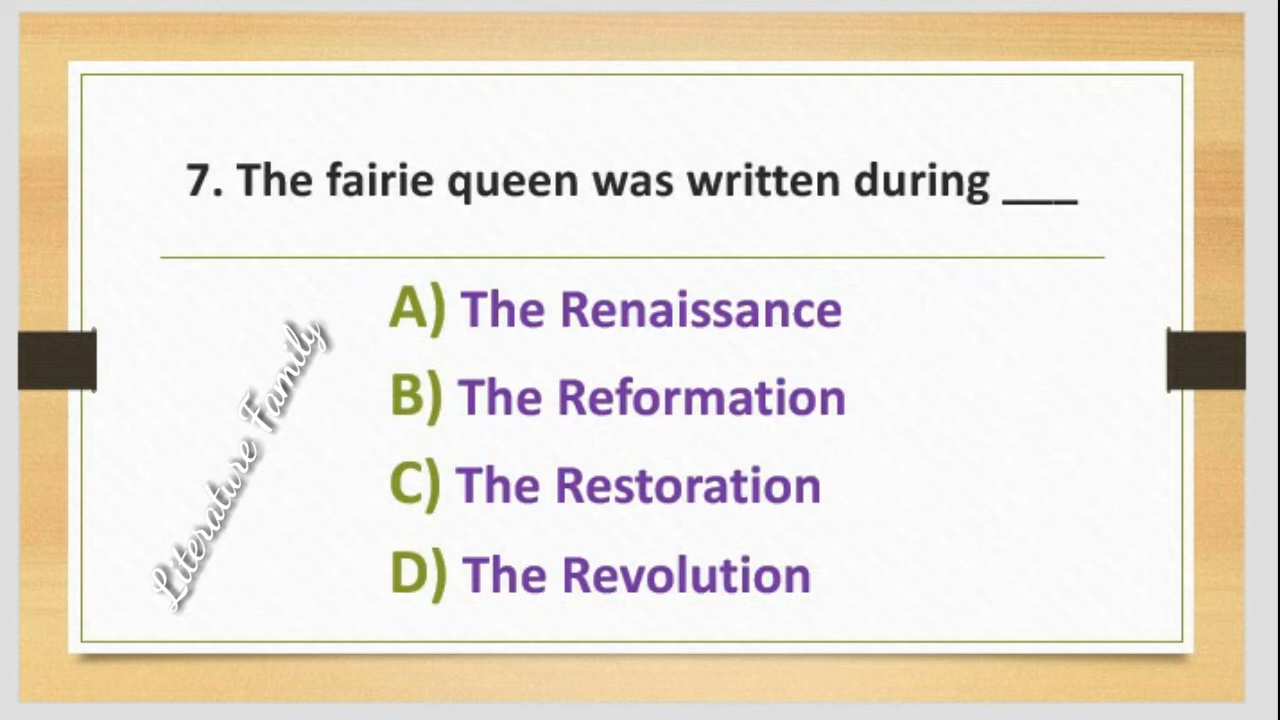 7. The fairie queen was written during ___
A) The Renaissance
B) The Reformation
C) The Restoration
D) The Revolution
Literature Family